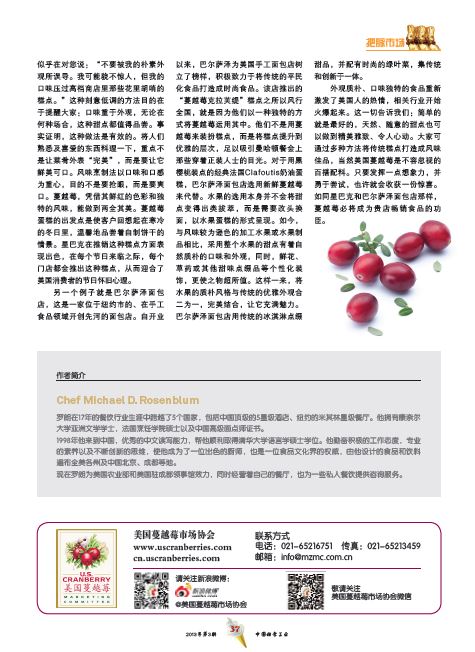 把脉市场
似乎在对您说：“不要被我的朴素外
观所误导。我可能貌不惊人，但我的
口味压过高档商店里那些花里胡哨的
糕点。”这种刻意低调的方法目的在
于提醒大家：口味重于外观，无论在
何种场合，这种甜点都值得品尝。事
实证明，这种做法是有效的。将人们
熟悉及喜爱的东西料理一下，重点不
是让菜肴外表“完美”，而是要让它
鲜美可口。风味烹制法以口味和口感
为重心，目的不是要抢眼，而是要爽
口。蔓越莓，凭借其鲜红的色彩和独
特的风味，能做到两全其美。蔓越莓
蛋糕的出发点是使客户回想起在寒冷
的冬日里，温馨地品尝着自制饼干的
情景。星巴克在推销这种糕点方面表
现出色，在每个节日来临之际，每个
门店都会推出这种糕点，从而迎合了
美国消费者的节日怀旧心理。
另一个例子就是巴尔萨泽面包
店，这是一家位于纽约市的、在手工
食品领域开创先河的面包店。自开业
以来，巴尔萨泽为美国手工面包店树
立了榜样，积极致力于将传统的平民
化食品打造成时尚食品。该店推出的
“蔓越莓克拉芙缇”糕点之所以风行
全国，就是因为他们以一种独特的方
式将蔓越莓运用其中。他们不是用蔓
越莓来装扮糕点，而是将糕点提升到
优雅的层次，足以吸引曼哈顿餐会上
那些穿着正装人士的目光。对于用黑
樱桃装点的经典法国Clafoutis奶油蛋
糕，巴尔萨泽面包店选用新鲜蔓越莓
来代替。水果的选用本身并不会将甜
点变得出类拔萃，而是需要改头换
面，以水果蛋糕的形式呈现。如今，
与风味较为逊色的加工水果或水果制
品相比，采用整个水果的甜点有着自
然质朴的口味和外观，同时，鲜花、
草药或其他甜味点缀品等个性化装
饰，更使之物超所值。这样一来，将
水果的质朴风格与传统的优雅外观合
二为一，完美结合，让它充满魅力。
巴尔萨泽面包店用传统的冰淇淋点缀
甜品，并配有时尚的绿叶菜，集传统
和创新于一体。
外观质朴、口味独特的食品重新
激发了美国人的热情，相关行业开始
火爆起来。这一切告诉我们：简单的
就是最好的，天然、随意的甜点也可
以做到精美雅致、令人心动。大家可
通过多种方法将传统糕点打造成风味
佳品，当然美国蔓越莓是不容忽视的
百搭配料。只要发挥一点想象力，并
勇于尝试，也许就会收获一份惊喜。
如同星巴克和巴尔萨泽面包店那样，
蔓越莓必将成为贵店畅销食品的功
臣。
作者简介
Chef Michael D. Rosenblum
罗朗在17年的餐饮行业生涯中跨越了5个国家，包括中国顶级的5星级酒店、纽约的米其林星级餐厅。他拥有康奈尔
大学亚洲文学学士，法国烹饪学院硕士以及中国高级面点师证书。
1998年他来到中国，优秀的中文读写能力，帮他顺利取得清华大学语言学硕士学位。他勤奋积极的工作态度，专业
的素养以及不断创新的思维，使他成为了一位出色的厨师，也是一位食品文化界的权威，由他设计的食品和饮料
遍布全美各州及中国北京、成都等地。
现在罗朗为美国农业部和美国驻成都领事馆效力，同时经营着自己的餐厅，也为一些私人餐饮提供咨询服务。
U.S.
CRANBERRY
美国蔓越莓
MARKETING
COMMITTEE
美国蔓越莓市场协会
www.uscranberries.com
cn.uscranberries.com
联系方式
电话：021-65216751 传真：021-65213459
邮箱：info@mzmc.com.cn
请关注新浪微博：
新浪微博
@美国蔓越莓市场协会
敬请关注
美国蔓越莓市场协会微信
2013年第3期 37 中国焙烤工业